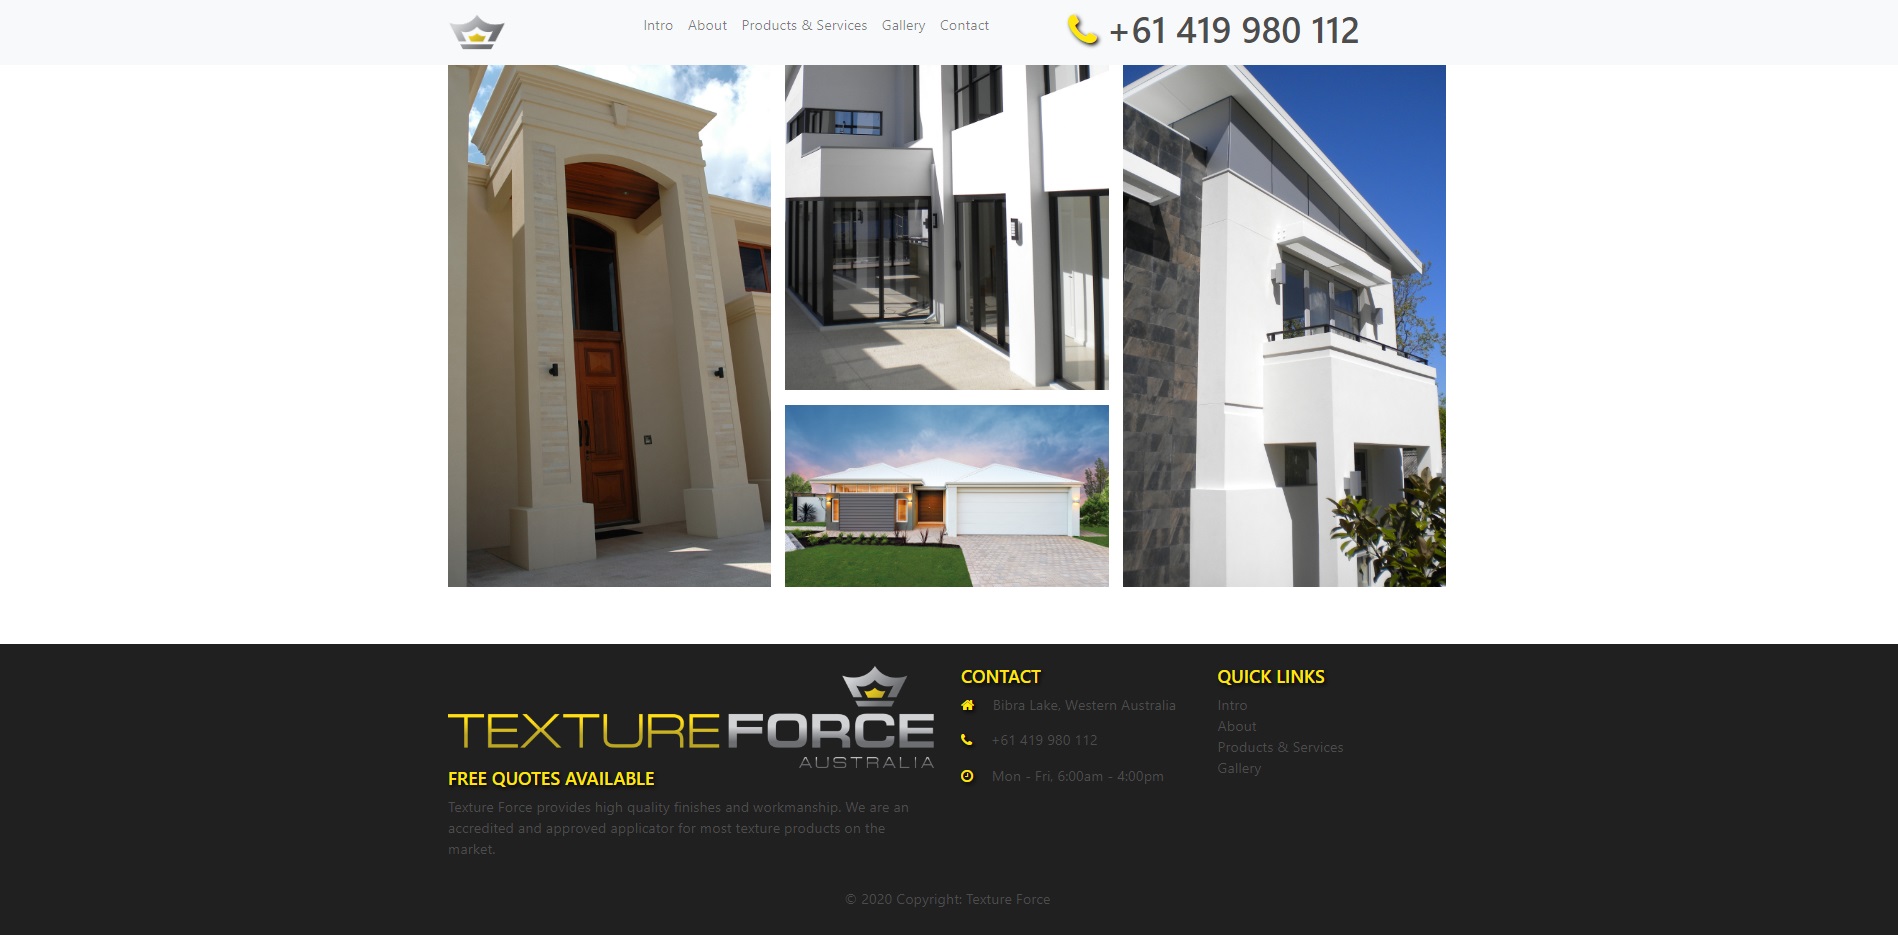 Intro About Products & Services Gallery Contact
+61 419 980 112
TEXTURE FORCE
AUSTRALIA
FREE QUOTES AVAILABLE
Texture Force provides high quality finishes and workmanship. We are an
accredited and approved applicator for most texture products on the
market.
CONTACT
Bibra Lake, Western Australia
+61 419 980 112
Mon - Fri, 6:00am - 4:00pm
QUICK LINKS
Intro
About
Products & Services
Gallery
© 2020 Copyright: Texture Force